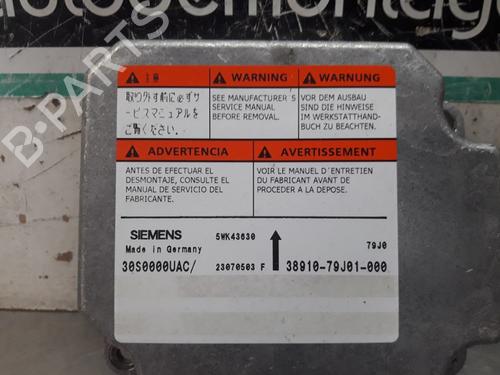 autodemontage
警告
取り外す前に必ずサ
ービスマニュアルを
ご覧ください。
WARNING
SEE MANUFACTURER'S
SERVICE MANUAL
BEFORE REMOVAL.
WARNUNG
VOR DEM AUSBAU
SIND DIE HINWEISE
IM WERKSTATTHAND-
BUCH ZU BEACHTEN.
ADVERTENCIA
ANTES DE EFECTUAR EL
DESMONTAJE, CONSULTE EL
MANUAL DE SERVICIO DEL
FABRICANTE.
AVERTISSEMENT
VOIR LE MANUEL D´ENTRETIEN
DU FABRICANT AVANT DE
PROCEDER A LA DEPOSE.
SIEMENS 5WK43630
Made in Germany 79J0
30S0000UAC/ 23070503 F 38910-79J01-000
B-PARTS